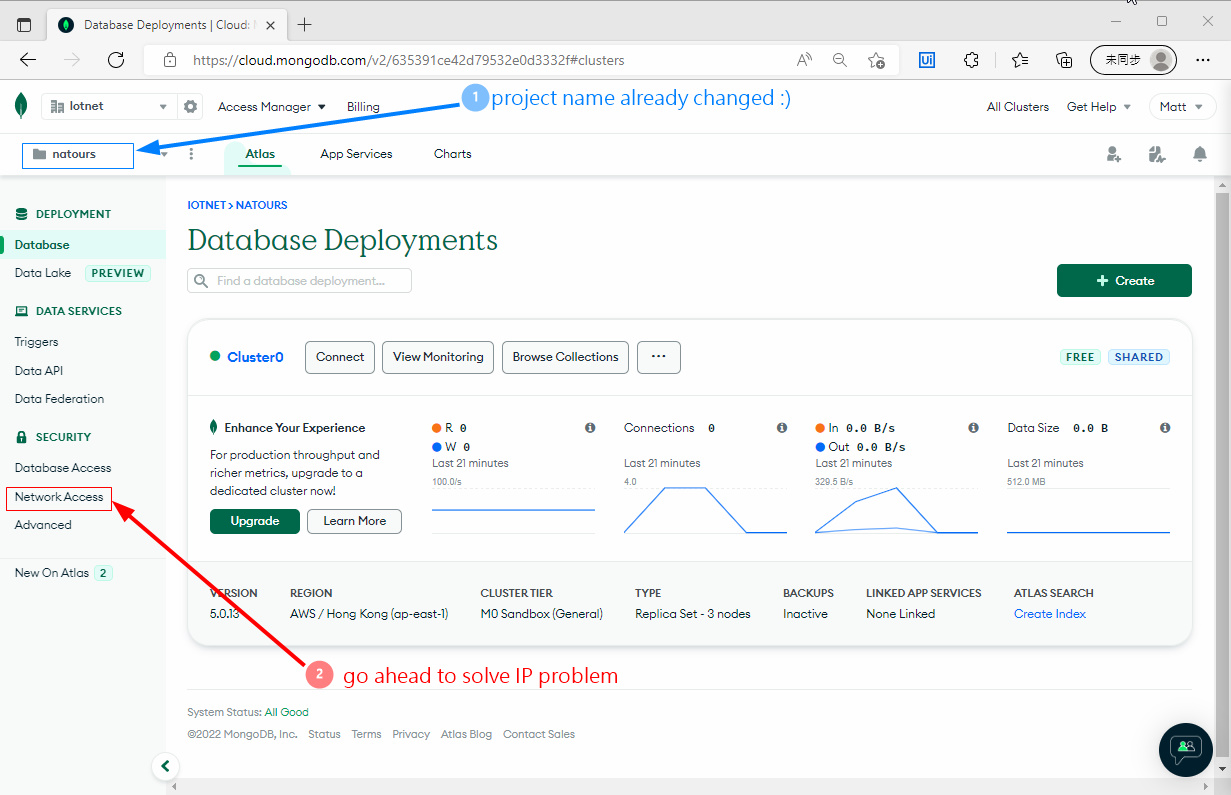 Database Deployments | Cloud: M
https://cloud.mongodb.com/v2/635391ce42d79532e0d3332f#clusters
未同步
Iotnet
Access Manager
Billing
1 project name already changed :)
All Clusters
Get Help
Matt
natours
Atlas
App Services
Charts
DEPLOYMENT
Database
Data Lake PREVIEW
DATA SERVICES
Triggers
Data API
Data Federation
SECURITY
Database Access
Network Access
Advanced
New On Atlas 2
IOTNET > NATOURS
Database Deployments
Find a database deployment...
+ Create
Cluster0
Connect
View Monitoring
Browse Collections
...
FREE
SHARED
Enhance Your Experience
For production throughput and
richer metrics, upgrade to a
dedicated cluster now!
Upgrade
Learn More
R 0
W 0
Last 21 minutes
100.0/s
Connections 0
Last 21 minutes
4.0
In 0.0 B/s
Out 0.0 B/s
Last 21 minutes
329.5 B/s
Data Size 0.0 B
Last 21 minutes
512.0 MB
VERSION
5.0.13
REGION
AWS / Hong Kong (ap-east-1)
CLUSTER TIER
M0 Sandbox (General)
TYPE
Replica Set - 3 nodes
BACKUPS
Inactive
LINKED APP SERVICES
None Linked
ATLAS SEARCH
Create Index
2 go ahead to solve IP problem
System Status: All Good
©2022 MongoDB, Inc. Status Terms Privacy Atlas Blog Contact Sales